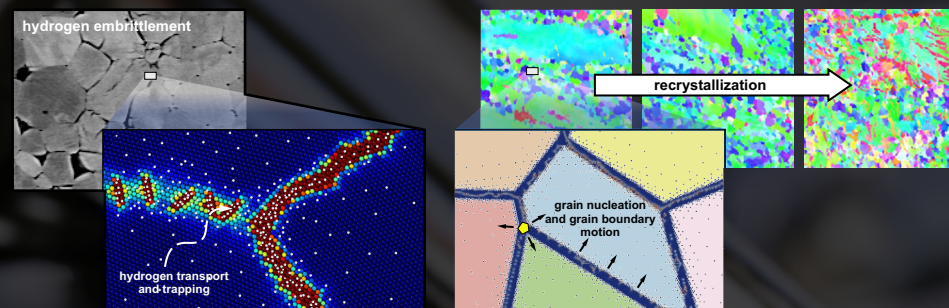 hydrogen embrittlement
recrystallization
grain nucleation
and grain boundary
motion
hydrogen transport
and trapping